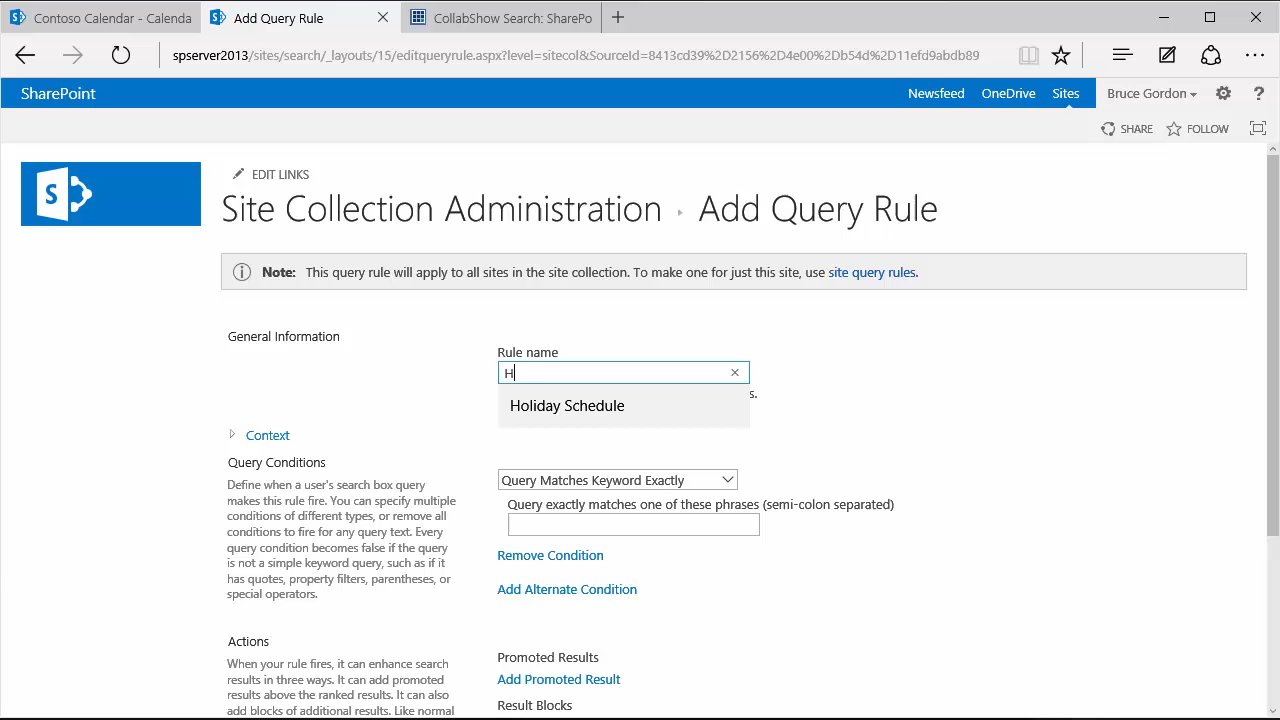 Contoso Calendar - Calenda
Add Query Rule
CollabShow Search: SharePo
spserver2013/sites/search/_layouts/15/editqueryrule.aspx?level=sitecol&SourceId=8413cd39%2D2156%2D4e00%2Db54d%2D11efd9abdb89
SharePoint
Newsfeed
OneDrive
Sites
Bruce Gordon
?
SHARE
FOLLOW
S
EDIT LINKS
Site Collection Administration
Add Query Rule
Note: This query rule will apply to all sites in the site collection. To make one for just this site, use site query rules.
General Information
Rule name
H
s.
Holiday Schedule
Context
Query Conditions
Define when a user's search box query
makes this rule fire. You can specify multiple
conditions of different types, or remove all
conditions to fire for any query text. Every
query condition becomes false if the query
is not a simple keyword query, such as if it
has quotes, property filters, parentheses, or
special operators.
Query Matches Keyword Exactly
Query exactly matches one of these phrases (semi-colon separated)
Remove Condition
Add Alternate Condition
Actions
When your rule fires, it can enhance search
results in three ways. It can add promoted
results above the ranked results. It can also
add blocks of additional results. Like normal
Promoted Results
Add Promoted Result
Result Blocks